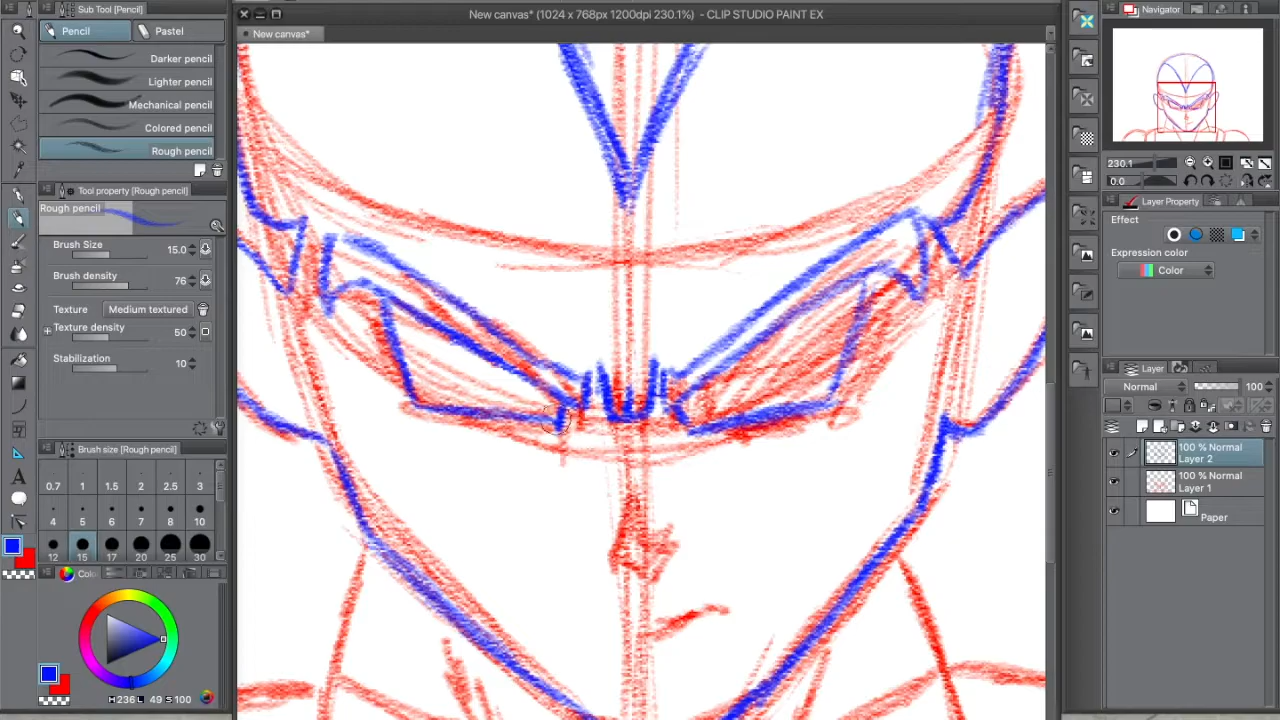 Sub Tool [Pencil]
Pencil
Pastel
Darker pencil
Lighter pencil
Mechanical pencil
Colored pencil
Rough pencil
Tool property [Rough pencil]
Rough pencil
Brush Size 15.0
Brush density 76
Texture Medium textured
Texture density 50
Stabilization 10
Brush size [Rough pencil]
0.7 1 1.5 2 2.5 3
4 5 6 7 8 10
12 15 17 20 25 30
Colo
H 236 L 49 S 100
New canvas* (1024 x 768px 1200dpi 230.1%) - CLIP STUDIO PAINT EX
New canvas*
Navigator
230.1
0.0
Layer Property
Effect
Expression color
Color
Layer
Normal 100
100 % Normal
Layer 2
100 % Normal
Layer 1
Paper
A